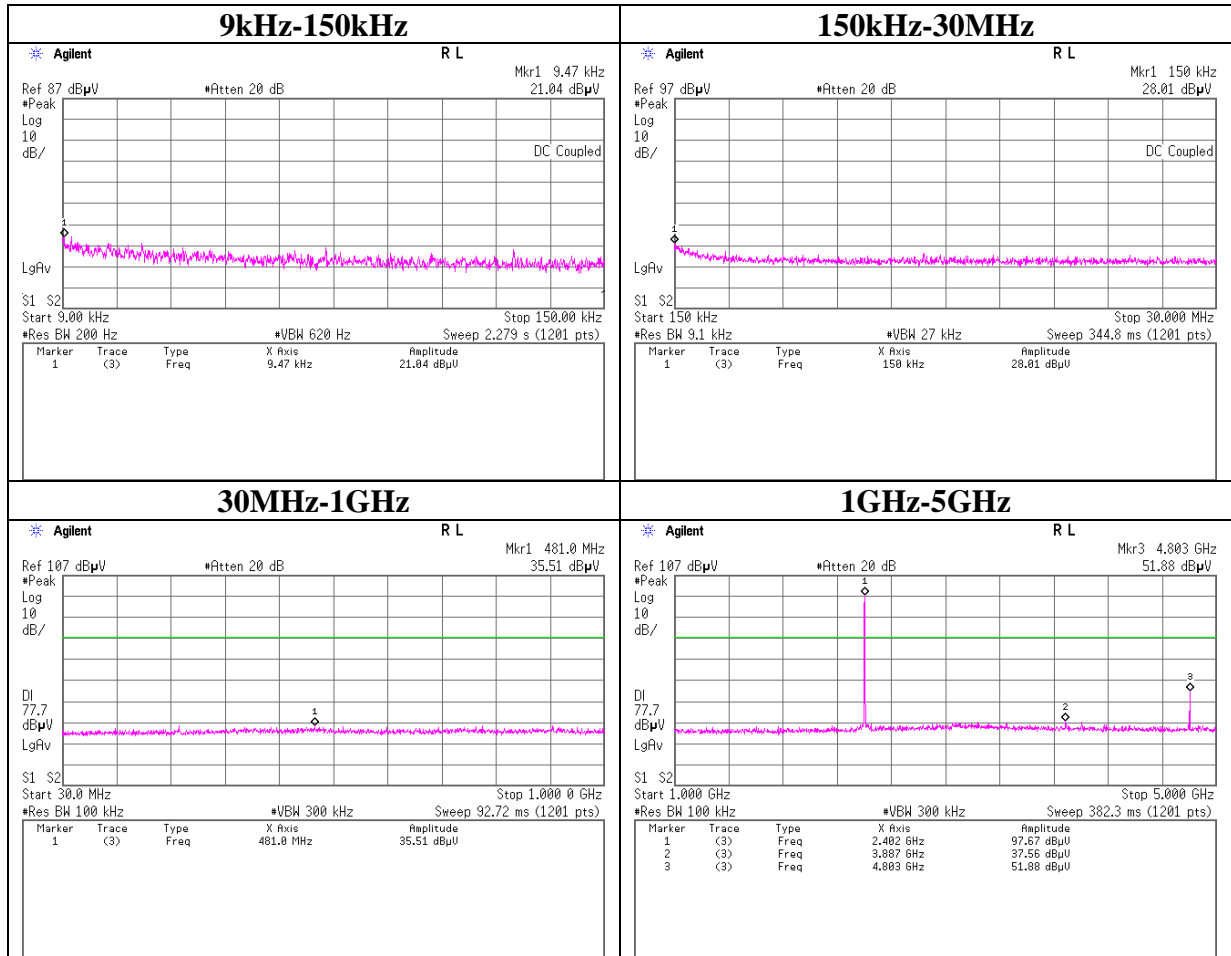 9kHz-150kHz
Agilent R L
Mkr1 9.47 kHz
Ref 87 dBµV #Atten 20 dB 21.04 dBµV
#Peak
Log
10
dB/
DC Coupled
1
LgAv
S1 S2
Start 9.00 kHz Stop 150.00 kHz
#Res BW 200 Hz #VBW 620 Hz Sweep 2.279 s (1201 pts)
Marker Trace Type X Axis Amplitude
1 (3) Freq 9.47 kHz 21.04 dBµV
150kHz-30MHz
Agilent R L
Mkr1 150 kHz
Ref 97 dBµV #Atten 20 dB 28.01 dBµV
#Peak
Log
10
dB/
DC Coupled
1
LgAv
S1 S2
Start 150 kHz Stop 30.000 MHz
#Res BW 9.1 kHz #VBW 27 kHz Sweep 344.8 ms (1201 pts)
Marker Trace Type X Axis Amplitude
1 (3) Freq 150 kHz 28.01 dBµV
30MHz-1GHz
Agilent R L
Mkr1 481.0 MHz
Ref 107 dBµV #Atten 20 dB 35.51 dBµV
#Peak
Log
10
dB/
DI
77.7
dBµV
1
LgAv
S1 S2
Start 30.0 MHz Stop 1.000 0 GHz
#Res BW 100 kHz #VBW 300 kHz Sweep 92.72 ms (1201 pts)
Marker Trace Type X Axis Amplitude
1 (3) Freq 481.0 MHz 35.51 dBµV
1GHz-5GHz
Agilent R L
Mkr3 4.803 GHz
Ref 107 dBµV #Atten 20 dB 51.88 dBµV
#Peak
1
Log
10
dB/
3
DI
77.7
2
dBµV
LgAv
S1 S2
Start 1.000 GHz Stop 5.000 GHz
#Res BW 100 kHz #VBW 300 kHz Sweep 382.3 ms (1201 pts)
Marker Trace Type X Axis Amplitude
1 (3) Freq 2.402 GHz 97.67 dBµV
2 (3) Freq 3.887 GHz 37.56 dBµV
3 (3) Freq 4.803 GHz 51.88 dBµV